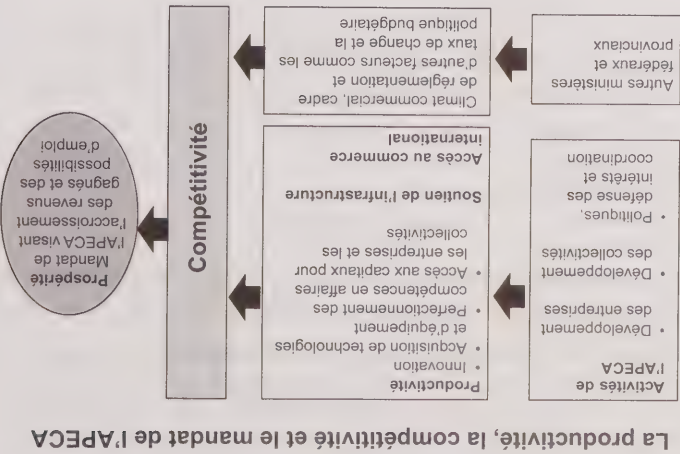 La productivité, la compétitivité et le mandat de l'APECA
Activités de
l'APECA
• Développement
des entreprises
• Développement
des collectivités
• Politiques,
défense des
intérêts et
coordination
Autres ministères
fédéraux et
provinciaux
Productivité
• Innovation
• Acquisition de technologies
et d'équipement
• Perfectionnement des
compétences en affaires
• Accès aux capitaux pour
les entreprises et les
collectivités
Soutien de l'infrastructure
Accès au commerce
international
Climat commercial, cadre
de réglementation et
d'autres facteurs comme les
taux de change et la
politique budgétaire
Compétitivité
Prospérité
Mandat de
l'APECA visant
l'accroissement
des revenus
gagnés et des
possibilités
d'emploi